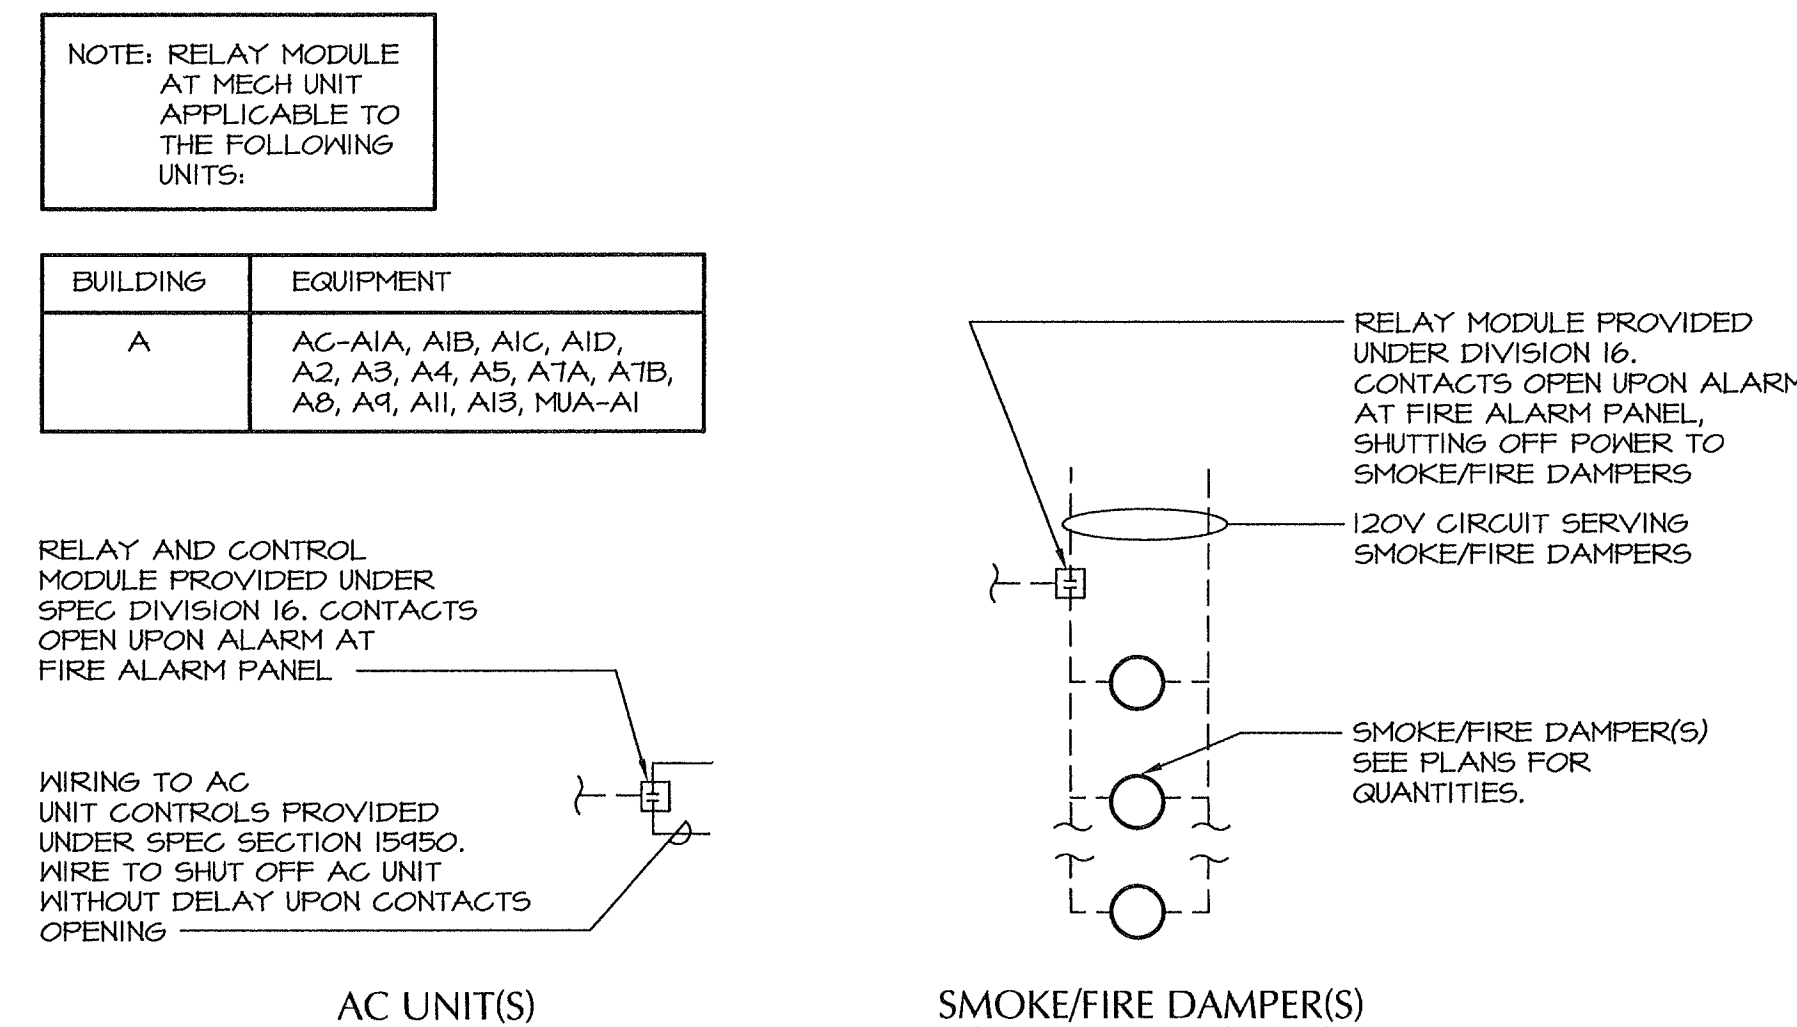 NOTE: RELAY MODULE
AT MECH UNIT
APPLICABLE TO
THE FOLLOWING
UNITS:
BUILDING EQUIPMENT
A AC-A1A, A1B, A1C, A1D,
A2, A3, A4, A5, A7A, A7B,
A8, A9, A11, A13, MUA-A1
RELAY AND CONTROL
MODULE PROVIDED UNDER
SPEC DIVISION 16. CONTACTS
OPEN UPON ALARM AT
FIRE ALARM PANEL
WIRING TO AC
UNIT CONTROLS PROVIDED
UNDER SPEC SECTION 15950.
WIRE TO SHUT OFF AC UNIT
WITHOUT DELAY UPON CONTACTS
OPENING
AC UNIT(S)
RELAY MODULE PROVIDED
UNDER DIVISION 16.
CONTACTS OPEN UPON ALARM
AT FIRE ALARM PANEL,
SHUTTING OFF POWER TO
SMOKE/FIRE DAMPERS
120V CIRCUIT SERVING
SMOKE/FIRE DAMPERS
SMOKE/FIRE DAMPER(S)
SEE PLANS FOR
QUANTITIES.
SMOKE/FIRE DAMPER(S)